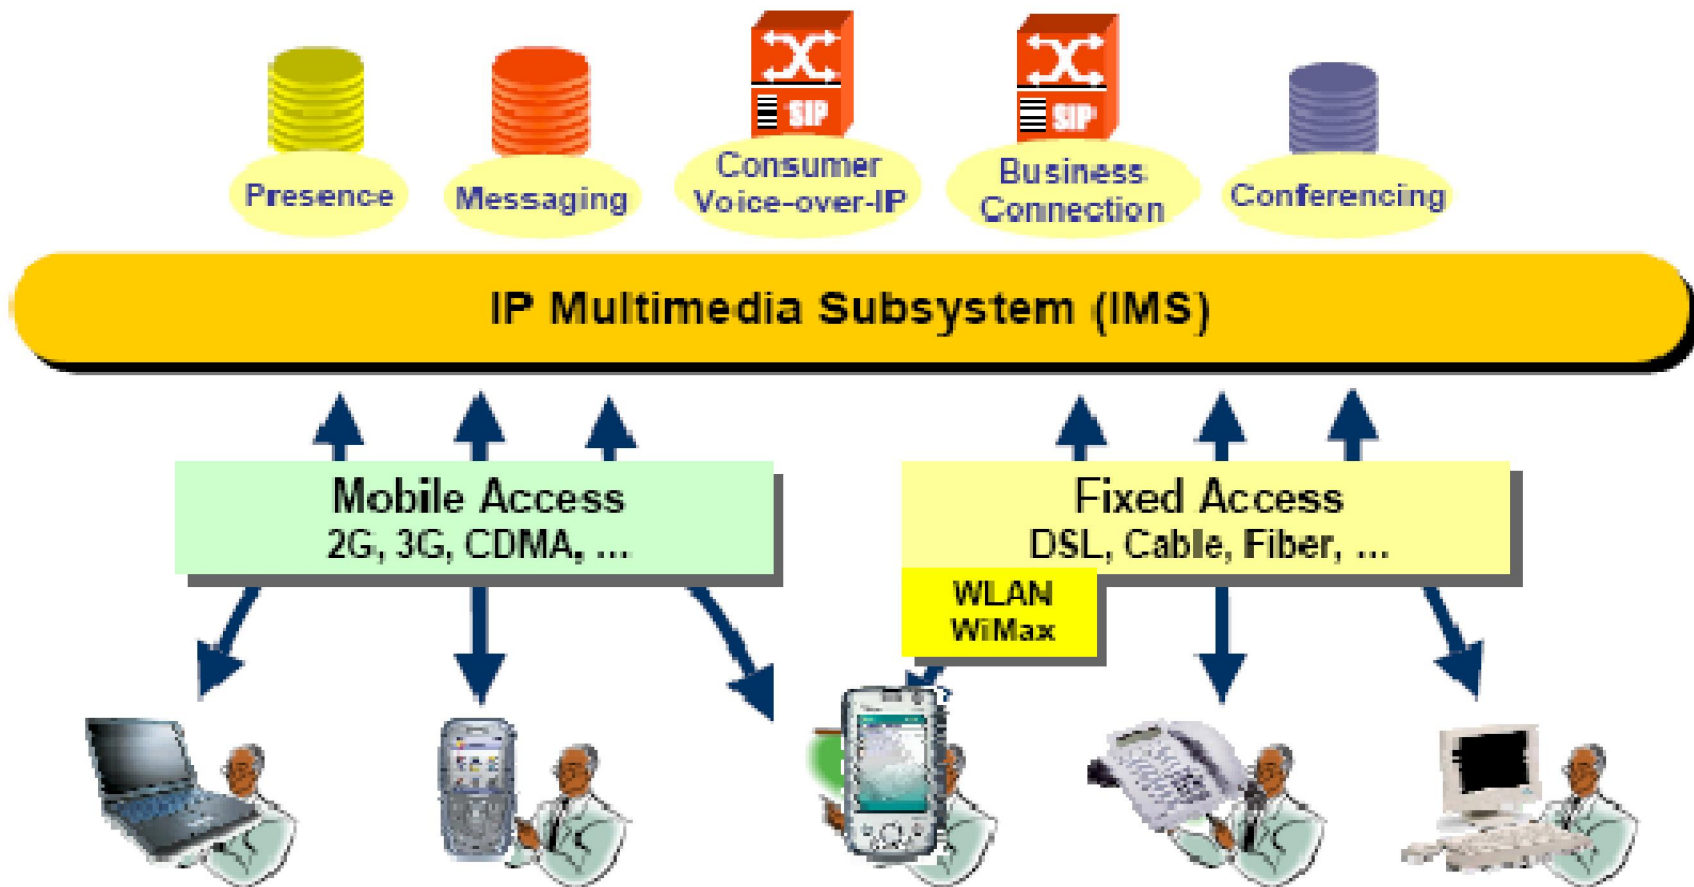 SIP
SIP
Presence
Messaging
Consumer
Voice-over-IP
Business
Connection
Conferencing
IP Multimedia Subsystem (IMS)
Mobile Access
2G, 3G, CDMA, ...
Fixed Access
DSL, Cable, Fiber, ...
WLAN
WiMax